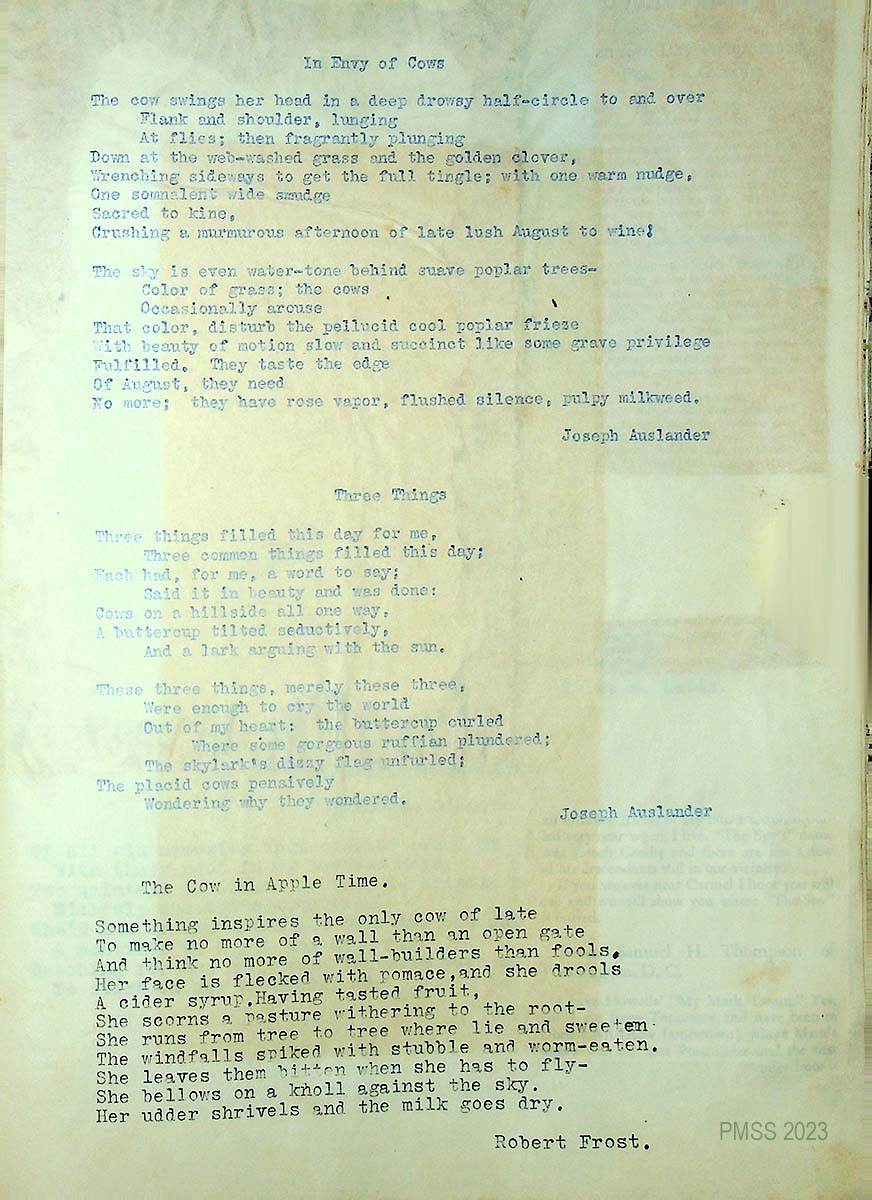 In Envy of Cows
The cow swings her head in a deep drowsy half-circle to and over
Flank and shoulder, lunging
At flies; then fragrantly plunging
Down at the web-washed grass and the golden clover,
Wrenching sideways to get the full tingle; with one warm nudge,
One somnalent wide smudge
Sacred to kine,
Crushing a murmurous afternoon of late lush August to wine!
The sky is even water-tone behind suave poplar trees-
Color of grass; the cows
Occasionally arouse
That color, disturb the pellucid cool poplar frieze
With beauty of motion slow and succinct like some grave privilege
Fulfilled. They taste the edge
Of August, they need
No more; they have rose vapor, flushed silence, pulpy milkweed.
Joseph Auslander
Three Things
Three things filled this day for me,
Three common things filled this day;
Each had, for me, a word to say;
Said it in beauty and was done:
Cows on a hillside all one way,
A buttercup tilted seductively,
And a lark arguing with the sun.
These three things, merely these three,
Were enough to cry the world
Out of my heart: the buttercup curled
Where some gorgeous ruffian plundered;
The skylark's dizzy flag unfurled;
The placid cows pensively
Wondering why they wondered.
Joseph Auslander
The Cow in Apple Time.
Something inspires the only cow of late
To make no more of a wall than an open gate
And think no more of wall-builders than fools.
Her face is flecked with pomace,and she drools
A cider syrup.Having tasted fruit,
She scorns a pasture withering to the root-
She runs from tree to tree where lie and sweeten
The windfalls spiked with stubble and worm-eaten.
She leaves them bitten when she has to fly-
She bellows on a knoll against the sky.
Her udder shrivels and the milk goes dry.
Robert Frost.
PMSS 2023